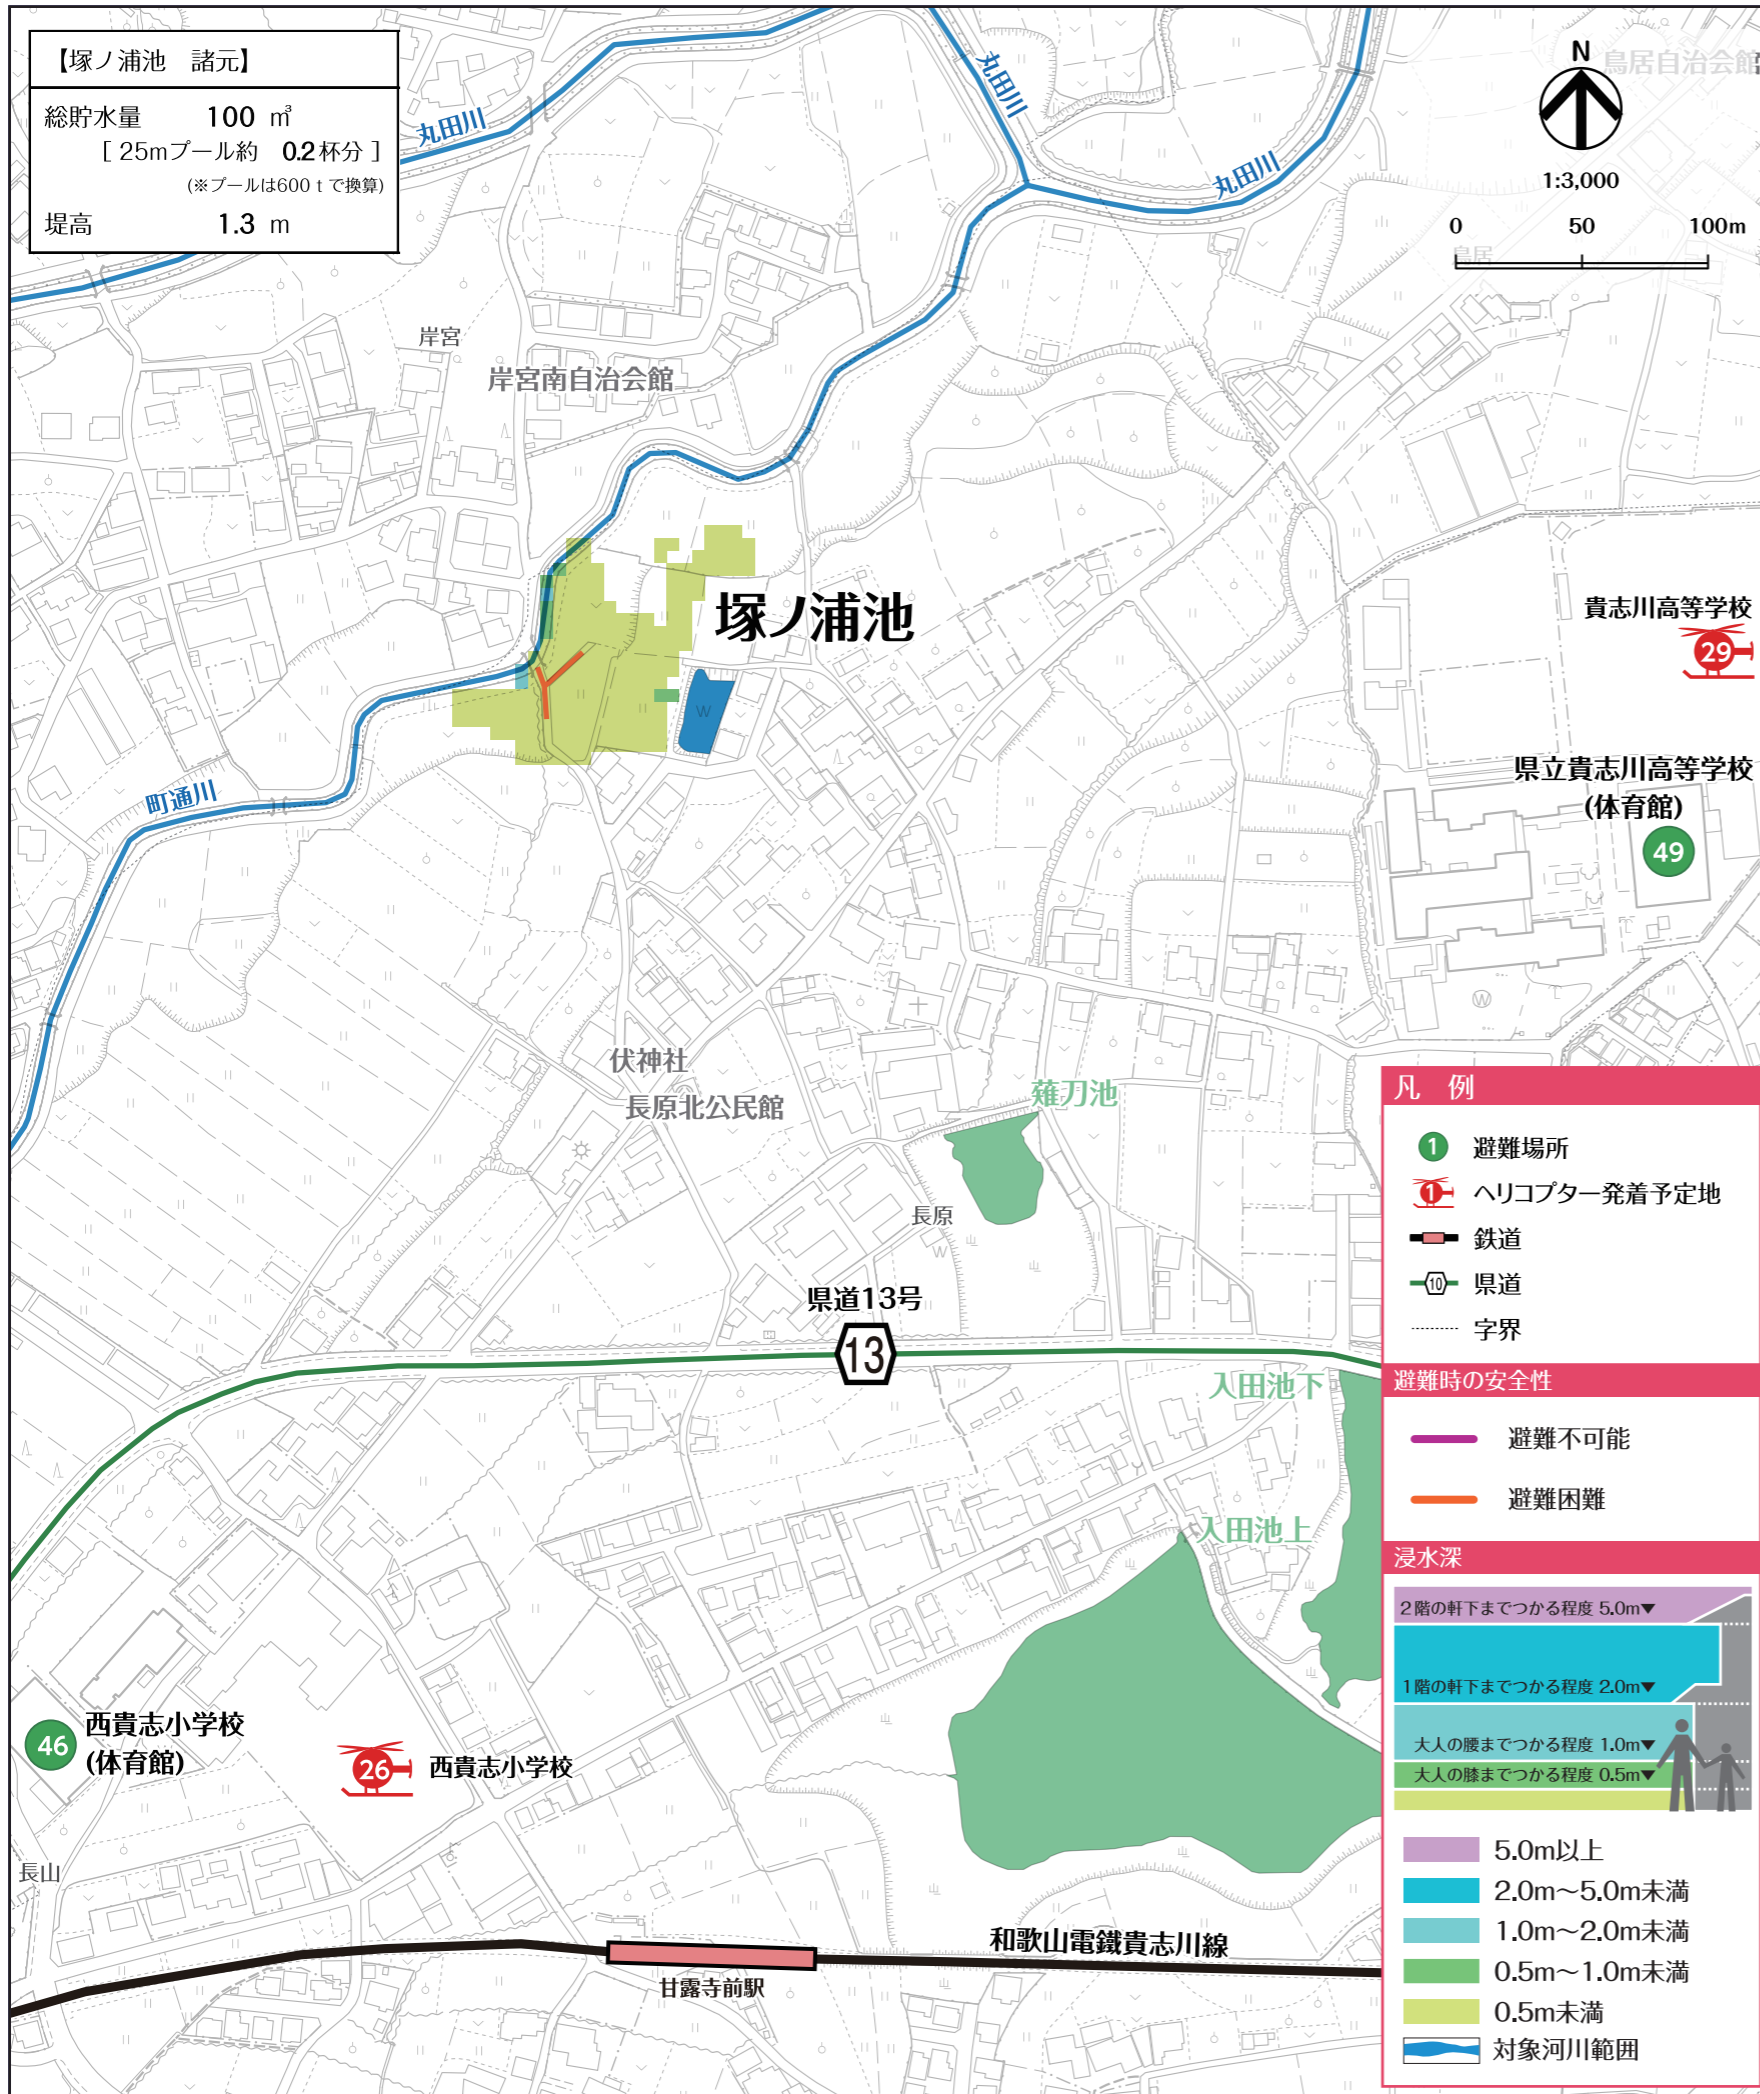 【塚ノ浦池　諸元】
総貯水量 100 ㎥
[ 25mプール約 0.2杯分 ]
(※プールは600ｔで換算)
堤高 1.3 m
丸田川
丸田川
丸田川
N
1:3,000
0 50 100m
鳥居自治会館
鳥居
岸宮
岸宮南自治会館
塚ノ浦池
W
貴志川高等学校
29
県立貴志川高等学校
(体育館)
49
町通川
W
伏神社
長原北公民館
薙刀池
長原
W
県道13号
13
入田池下
入田池上
46
西貴志小学校
(体育館)
26
西貴志小学校
長山
和歌山電鐵貴志川線
甘露寺前駅
凡　例
1 避難場所
1 ヘリコプター発着予定地
鉄道
10 県道
字界
避難時の安全性
避難不可能
避難困難
浸水深
２階の軒下までつかる程度 5.0m▼
１階の軒下までつかる程度 2.0m▼
大人の腰までつかる程度 1.0m▼
大人の膝までつかる程度 0.5m▼
5.0m以上
2.0m～5.0m未満
1.0m～2.0m未満
0.5m～1.0m未満
0.5m未満
対象河川範囲